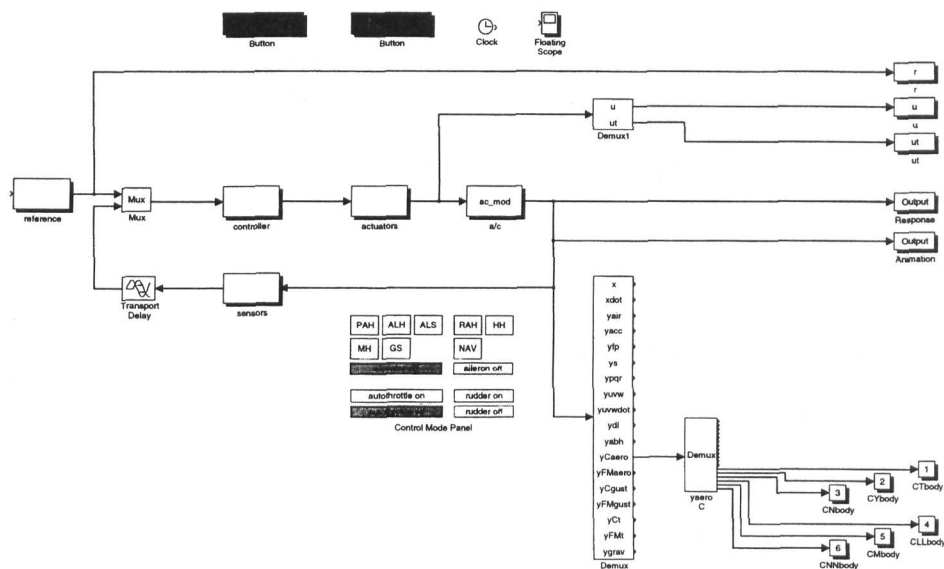 Button
Button
Clock
Floating
Scope
r
r
u
ut
Demux1
u
u
ut
ut
reference
Mux
Mux
controller
actuators
ac_mod
a/c
Output
Response
Output
Animation
Transport
Delay
sensors
PAH ALH ALS RAH HH
MH GS NAV
aileron off
autothrottle on rudder on
rudder off
Control Mode Panel
x
xdot
yair
yacc
yfp
ys
ypqr
yuvw
yuvwdot
ydl
yabh
yCaero
yFMaero
yCgust
yFMgust
yCt
yFMt
ygrav
Demux
Demux
yaero
C
1
CTbody
2
CYbody
3
CNbody
4
CLLbody
5
CMbody
6
CNNbody